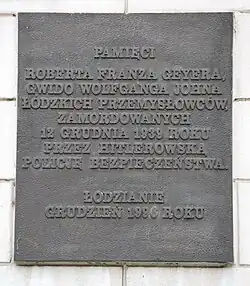 PAMIĘCI
ROBERTA FRANZA GEYERA,
GWIDO WOLFGANGA JOHNA
ŁÓDZKICH PRZEMYSŁOWCÓW,
ZAMORDOWANYCH
12 GRUDNIA 1939 ROKU
PRZEZ HITLEROWSKĄ
POLICJĘ BEZPIECZEŃSTWA.
ŁODZIANIE
GRUDZIEŃ 1996 ROKU